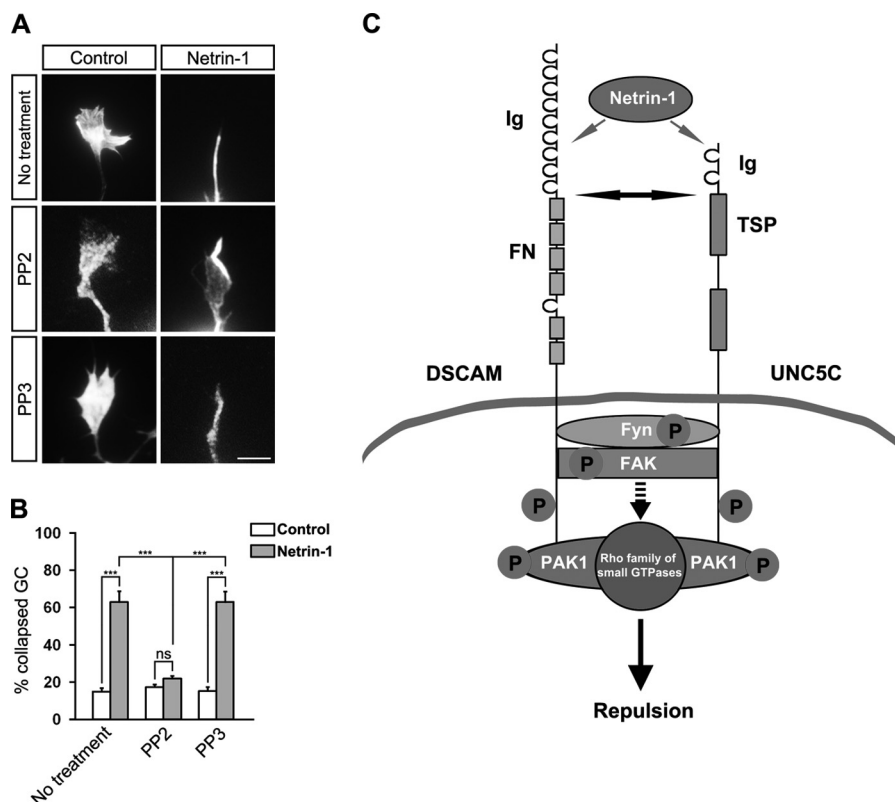 A
Control
Netrin-1
No treatment
PP2
PP3
B
% collapsed GC
100
80
60
40
20
0
Control
Netrin-1
***
***
***
ns
***
No treatment
PP2
PP3
C
Netrin-1
Ig
Ig
FN
TSP
DSCAM
UNC5C
Fyn P
P FAK
P
P
P PAK1
Rho family of
small GTPases
PAK1 P
Repulsion